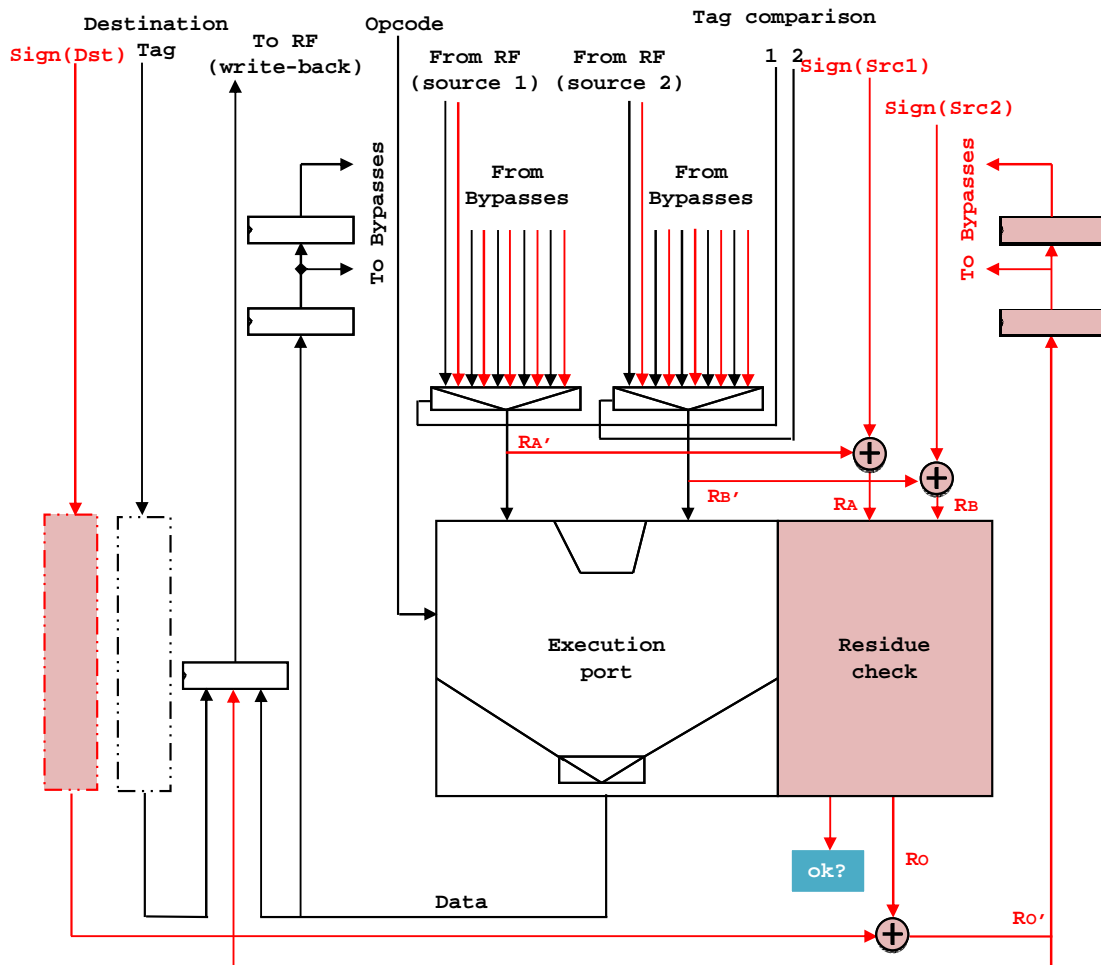 Destination
Tag
Sign(Dst)
To RF
(write-back)
Opcode
From RF
(source 1)
From RF
(source 2)
Tag comparison
1 2
Sign(Src1)
Sign(Src2)
To Bypasses
From
Bypasses
From
Bypasses
To Bypasses
RA’
RB’
RA
RB
Execution
port
Residue
check
ok?
RO
Data
RO’